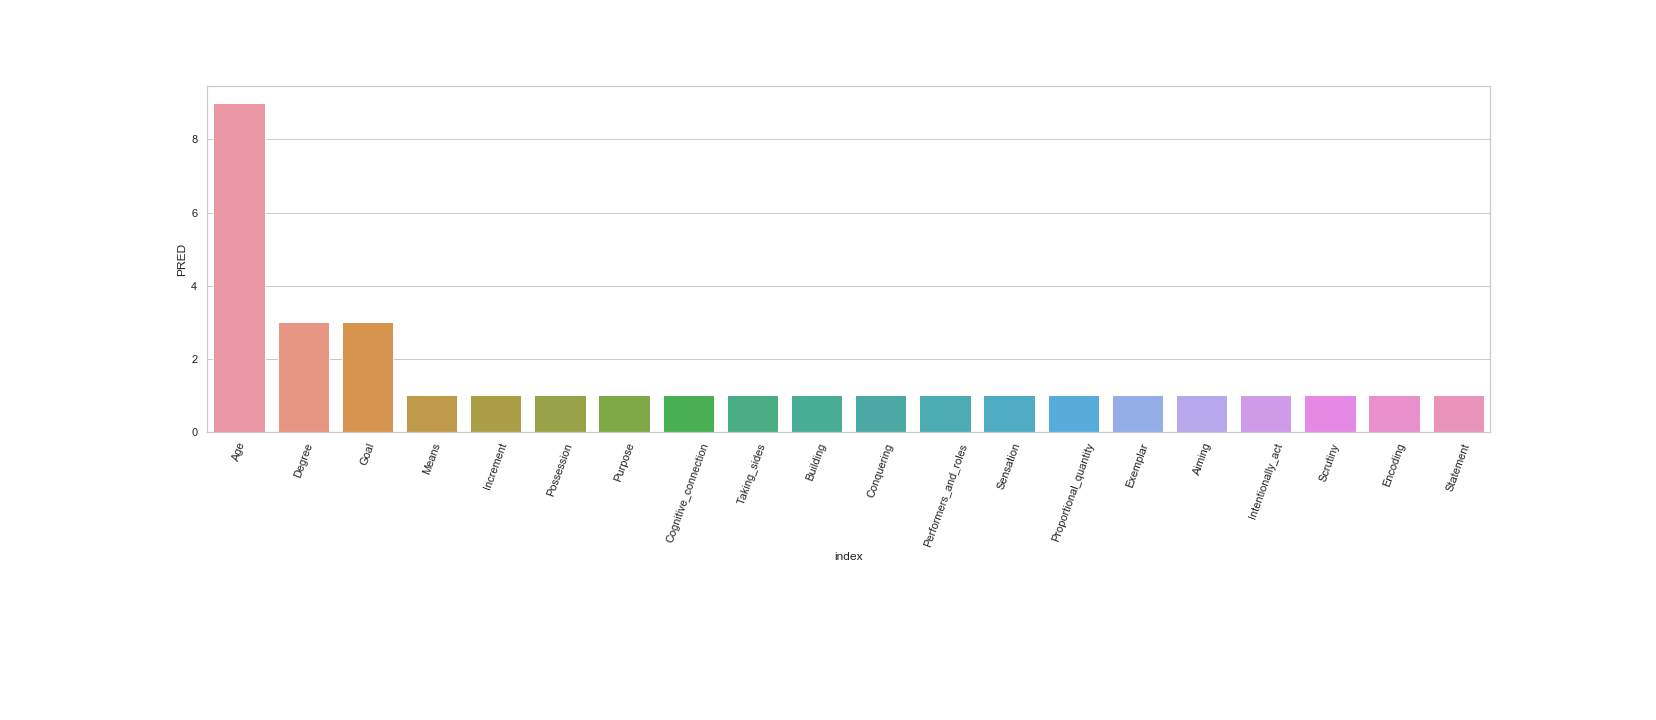 8
6
4
2
0
PRED
Age
Degree
Goal
Means
Increment
Possession
Purpose
Cognitive_connection
Taking_sides
Building
Conquering
Performers_and_roles
Sensation
Proportional_quantity
Exemplar
Aiming
Intentionally_act
Scrutiny
Encoding
Statement
index